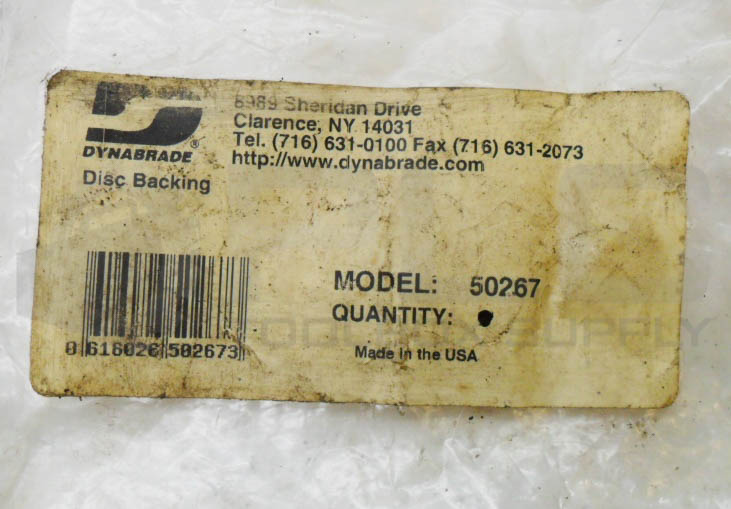 8989 Sheridan Drive
Clarence, NY 14031
Tel. (716) 631-0100 Fax (716) 631-2073
http://www.dynabrade.com
DYNABRADE®
Disc Backing
MODEL: 50267
QUANTITY:
Made in the USA
0 616026 502673
SUPPLY